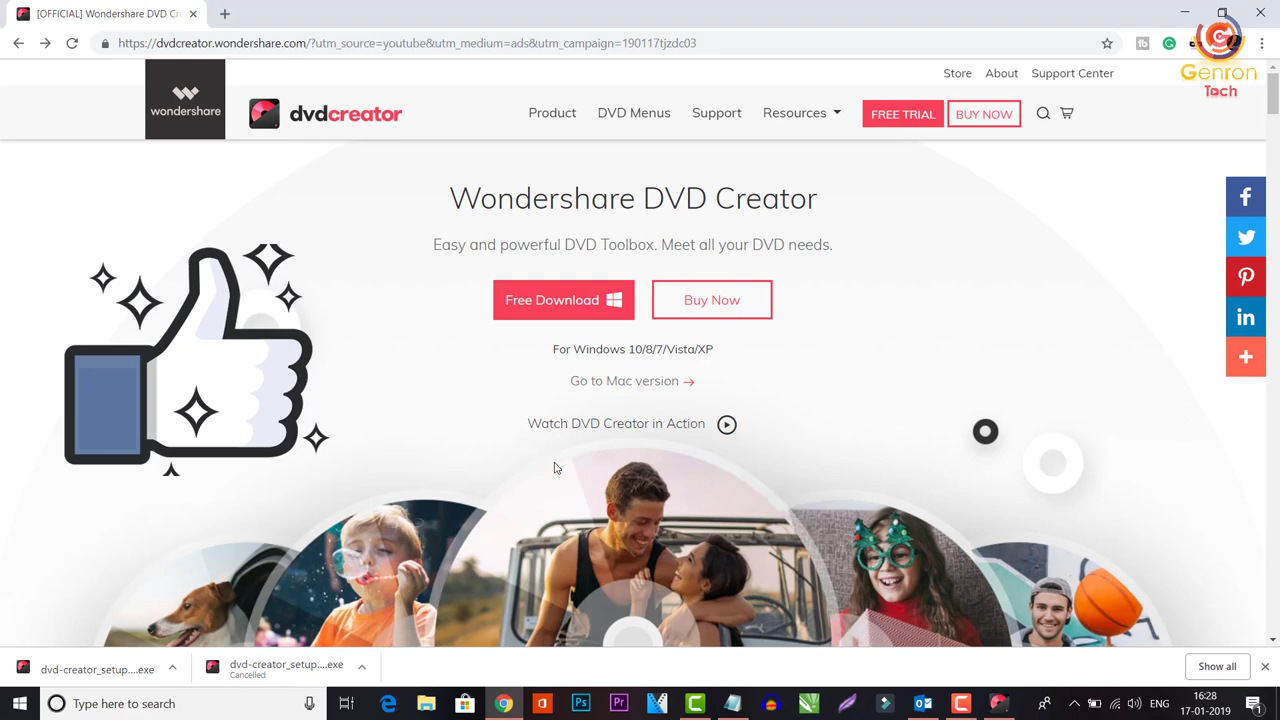 [OFFICIAL] Wondershare DVD Cr
https://dvdcreator.wondershare.com/?utm_source=youtube&utm_medium=ads&utm_campaign=190117tjzdc03
Genron
Tech
Store About Support Center
wondershare
dvdcreator
Product DVD Menus Support Resources FREE TRIAL BUY NOW
Wondershare DVD Creator
Easy and powerful DVD Toolbox. Meet all your DVD needs.
Free Download Buy Now
For Windows 10/8/7/Vista/XP
Go to Mac version →
Watch DVD Creator in Action
dvd-creator_setup....exe
dvd-creator_setup....exe
Cancelled
Show all
Type here to search
ENG
16:28
17-01-2019